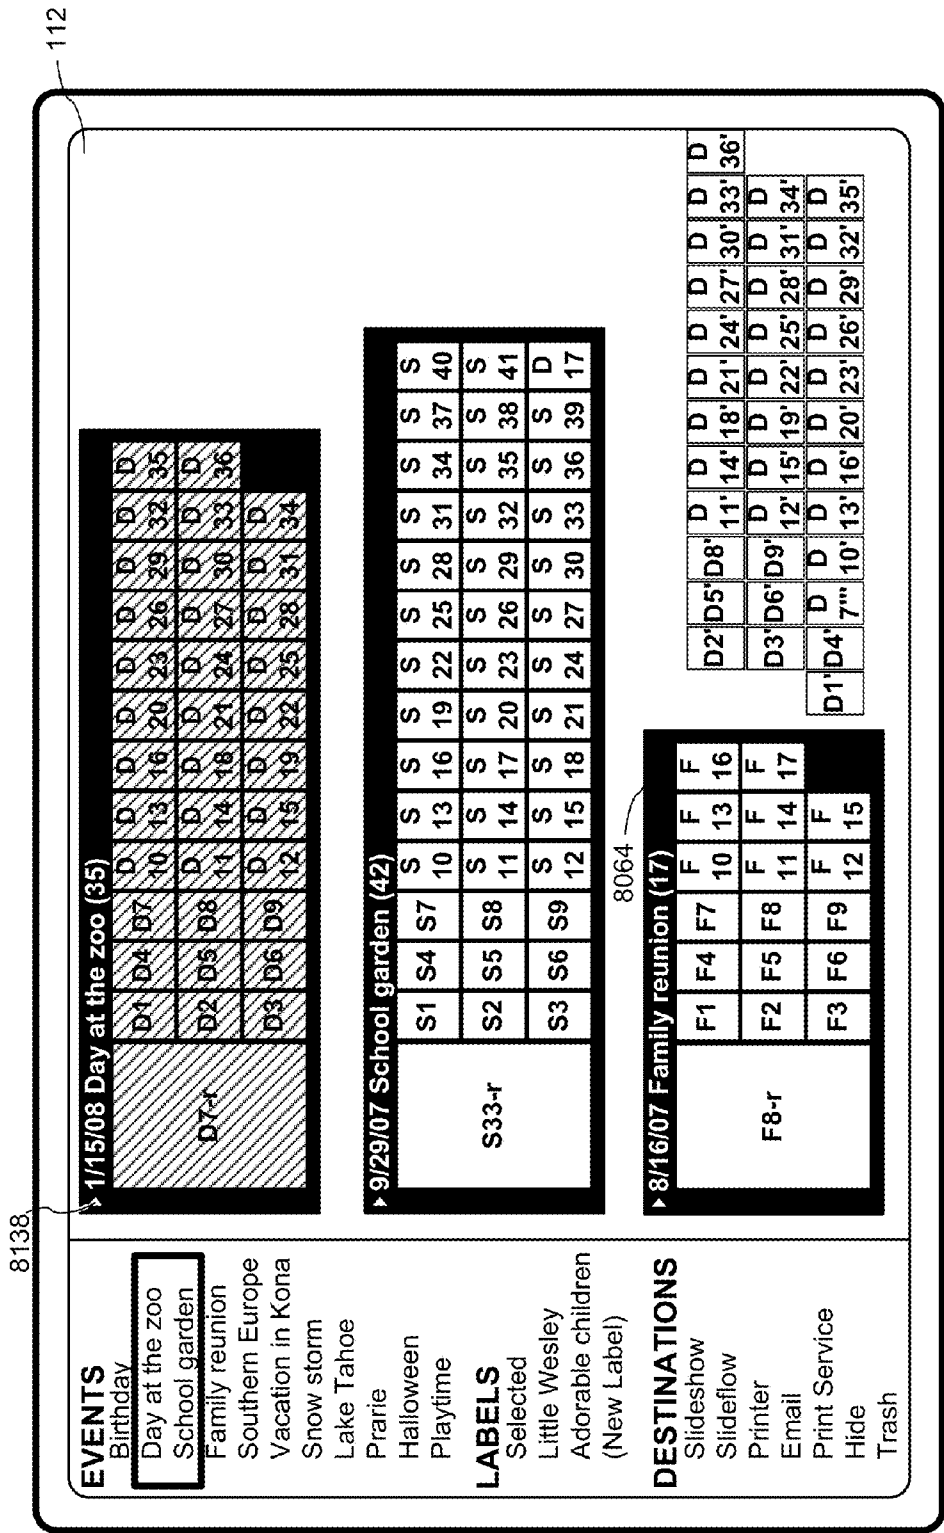 8138
112
EVENTS
Birthday
Day at the zoo
School garden
Family reunion
Southern Europe
Vacation in Kona
Snow storm
Lake Tahoe
Prarie
Halloween
Playtime
LABELS
Selected
Little Wesley
Adorable children
(New Label)
DESTINATIONS
Slideshow
Slideflow
Printer
Email
Print Service
Hide
Trash
1/15/08 Day at the zoo (35)
D7-r
D1 D4 D7 D 10 D 13 D 16 D 20 D 23 D 26 D 29 D 32 D 35
D2 D5 D8 D 11 D 14 D 18 D 21 D 24 D 27 D 30 D 33 D 36
D3 D6 D9 D 12 D 15 D 19 D 22 D 25 D 28 D 31 D 34
9/29/07 School garden (42)
S33-r
S1 S4 S7 S 10 S 13 S 16 S 19 S 22 S 25 S 28 S 31 S 34 S 37 S 40
S2 S5 S8 S 11 S 14 S 17 S 20 S 23 S 26 S 29 S 32 S 35 S 38 S 41
S3 S6 S9 S 12 S 15 S 18 S 21 S 24 S 27 S 30 S 33 S 36 S 39 D 17
8064
8/16/07 Family reunion (17)
F8-r
F1 F4 F7 F 10 F 13 F 16
F2 F5 F8 F 11 F 14 F 17
F3 F6 F9 F 12 F 15
D2' D5' D8' D 11' D 14' D 18' D 21' D 24' D 27' D 30' D 33' D 36'
D3' D6' D9' D 12' D 15' D 19' D 22' D 25' D 28' D 31' D 34'
D1' D4' D 7"" D 10' D 13' D 16' D 20' D 23' D 26' D 29' D 32' D 35'